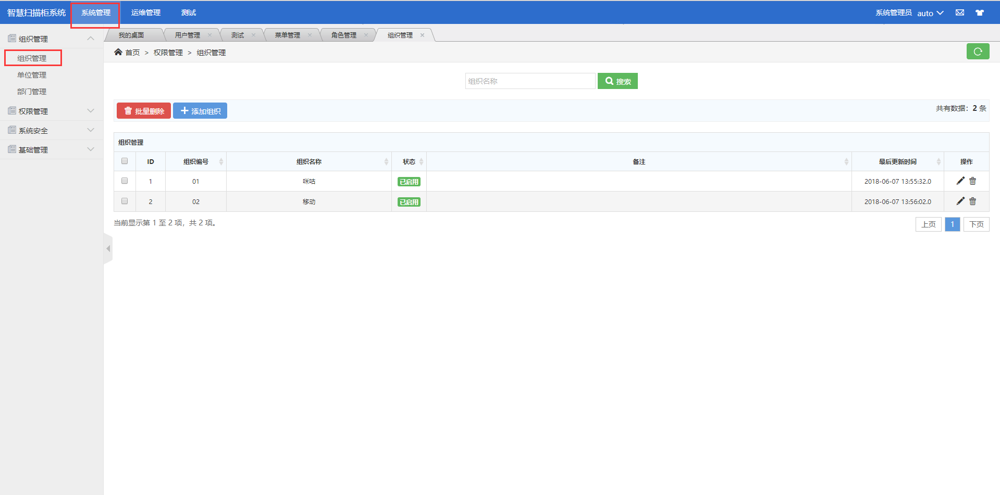 智慧扫描柜系统 系统管理 运维管理 测试 系统管理员 auto
组织管理
组织管理
单位管理
部门管理
权限管理
系统安全
基础管理
我的桌面 用户管理 测试 菜单管理 角色管理 组织管理
首页 > 权限管理 > 组织管理
组织名称 搜索
批量删除 添加组织 共有数据：2 条
组织管理
ID 组织编号 组织名称 状态 备注 最后更新时间 操作
1 01 咪咕 已启用 2018-06-07 13:55:32.0
2 02 移动 已启用 2018-06-07 13:56:02.0
当前显示第 1 至 2 项，共 2 项。 上页 1 下页